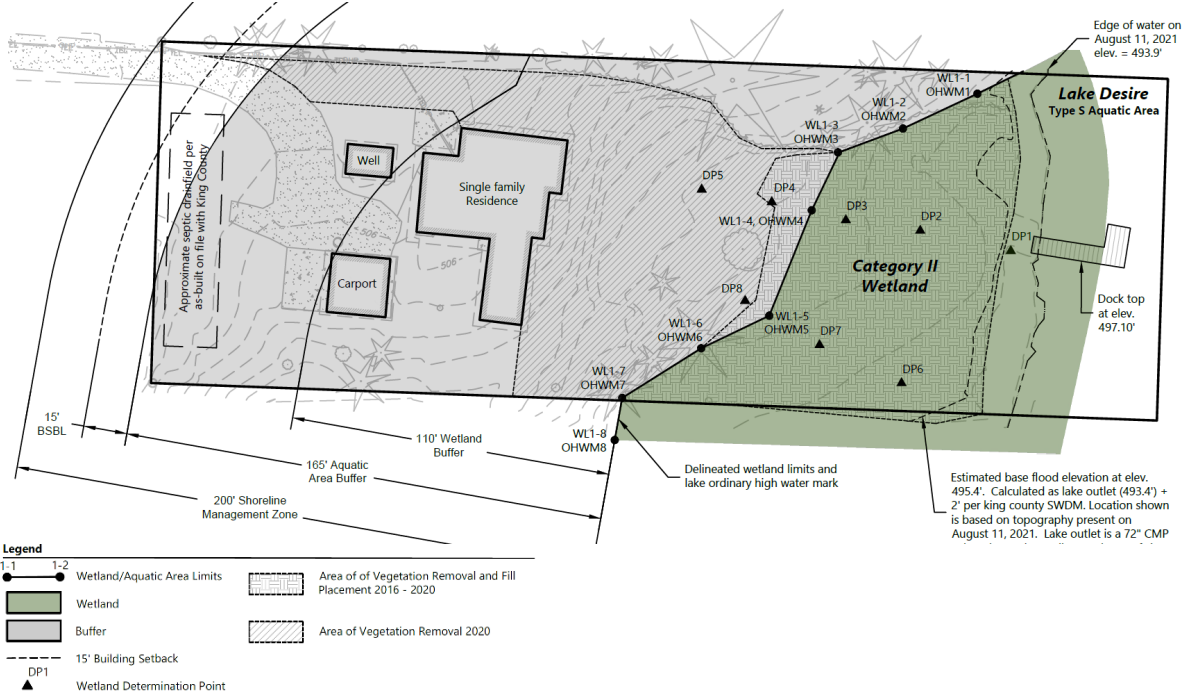 Edge of water on
August 11, 2021
elev. = 493.9'
Lake Desire
Type S Aquatic Area
WL1-1
OHWM1
WL1-2
OHWM2
WL1-3
OHWM3
Well
Single family
Residence
Approximate septic drainfield per
as-built on file with King County
DP5
DP4
DP3
DP2
DP1
WL1-4, OHWM4
506
506
Category II
Wetland
Carport
DP8
WL1-5
OHWM5
WL1-6
OHWM6
DP7
DP6
Dock top
at elev.
497.10'
WL1-7
OHWM7
WL1-8
OHWM8
15'
BSBL
110' Wetland
Buffer
165' Aquatic
Area Buffer
200' Shoreline
Management Zone
Delineated wetland limits and
lake ordinary high water mark
Estimated base flood elevation at elev.
495.4'. Calculated as lake outlet (493.4') +
2' per king county SWDM. Location shown
is based on topography present on
August 11, 2021. Lake outlet is a 72" CMP
Legend
1-1 1-2
Wetland/Aquatic Area Limits
Wetland
Buffer
15' Building Setback
DP1
Wetland Determination Point
Area of of Vegetation Removal and Fill
Placement 2016 - 2020
Area of Vegetation Removal 2020